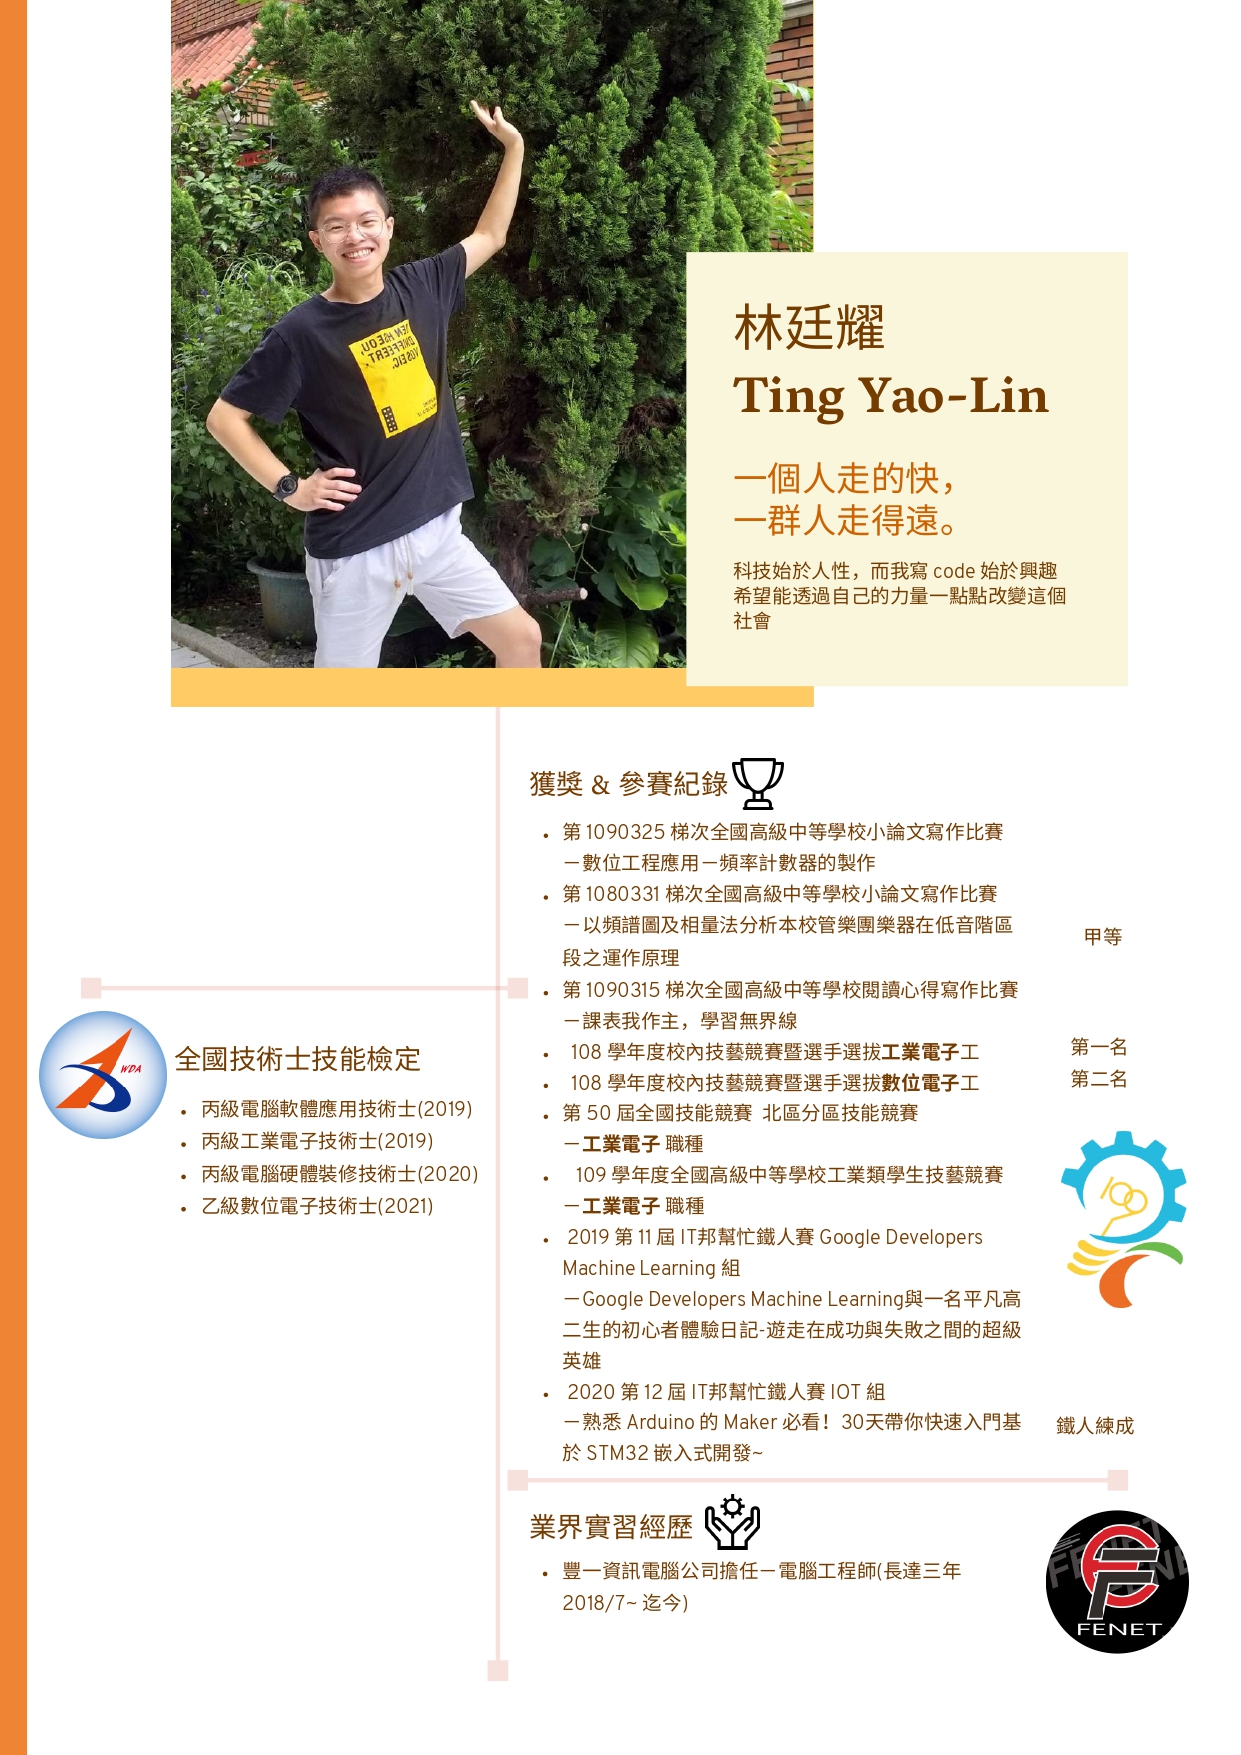 林廷耀
Ting Yao-Lin
一個人走的快，
一群人走得遠。
科技始於人性，而我寫 code 始於興趣
希望能透過自己的力量一點點改變這個
社會
獲獎 & 參賽紀錄
第 1090325 梯次全國高級中等學校小論文寫作比賽
－數位工程應用－頻率計數器的製作
第 1080331 梯次全國高級中等學校小論文寫作比賽
－以頻譜圖及相量法分析本校管樂團樂器在低音階區
段之運作原理
甲等
第 1090315 梯次全國高級中等學校閱讀心得寫作比賽
－課表我作主，學習無界線
108 學年度校內技藝競賽暨選手選拔工業電子工
第一名
108 學年度校內技藝競賽暨選手選拔數位電子工
第二名
第 50 屆全國技能競賽 北區分區技能競賽
－工業電子 職種
109 學年度全國高級中等學校工業類學生技藝競賽
－工業電子 職種
2019 第 11 屆 IT邦幫忙鐵人賽 Google Developers
Machine Learning 組
－Google Developers Machine Learning與一名平凡高
二生的初心者體驗日記-遊走在成功與失敗之間的超級
英雄
2020 第 12 屆 IT邦幫忙鐵人賽 IOT 組
－熟悉 Arduino 的 Maker 必看！30天帶你快速入門基
於 STM32 嵌入式開發~
鐵人練成
WDA
全國技術士技能檢定
丙級電腦軟體應用技術士(2019)
丙級工業電子技術士(2019)
丙級電腦硬體裝修技術士(2020)
乙級數位電子技術士(2021)
業界實習經歷
豐一資訊電腦公司擔任－電腦工程師(長達三年
2018/7~ 迄今)
FENET